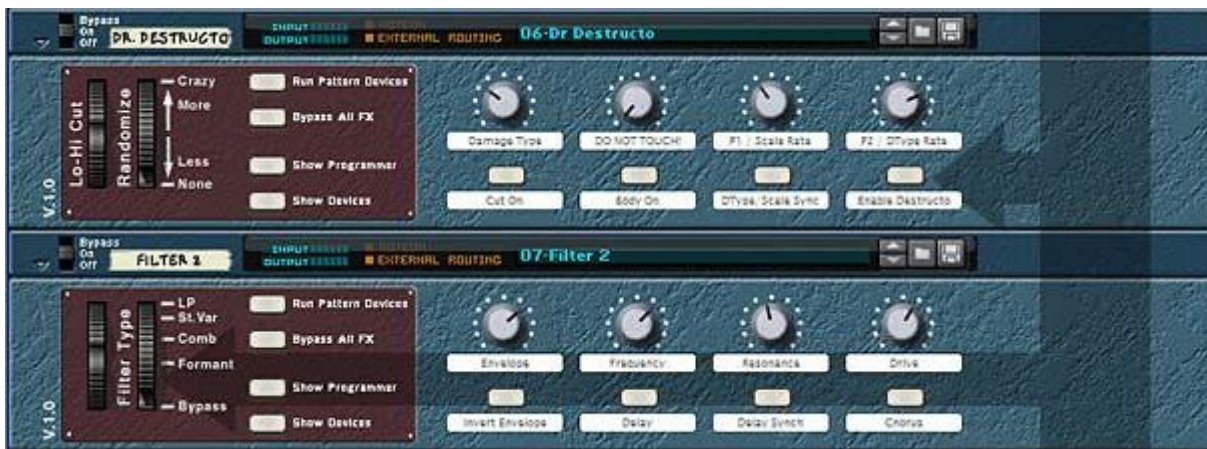 Bypass
On
Off
DR. DESTRUCTO
INPUT
OUTPUT
EXTERNAL ROUTING
06-Dr Destructo
Lo-Hi Cut
Randomize
Crazy
More
Less
None
Run Pattern Devices
Bypass All FX
Show Programmer
Show Devices
Damage Type
DO NOT TOUCH!
F1 / Scale Rate
F2 / DType Rate
Cut On
Body On
DType/Scale Sync
Enable Destructo
V.1.0
Bypass
On
Off
FILTER 2
INPUT
OUTPUT
EXTERNAL ROUTING
07-Filter 2
Filter Type
LP
St.Var
Comb
Formant
Bypass
Run Pattern Devices
Bypass All FX
Show Programmer
Show Devices
Envelope
Frequency
Resonance
Drive
Invert Envelope
Delay
Delay Synch
Chorus
V.1.0